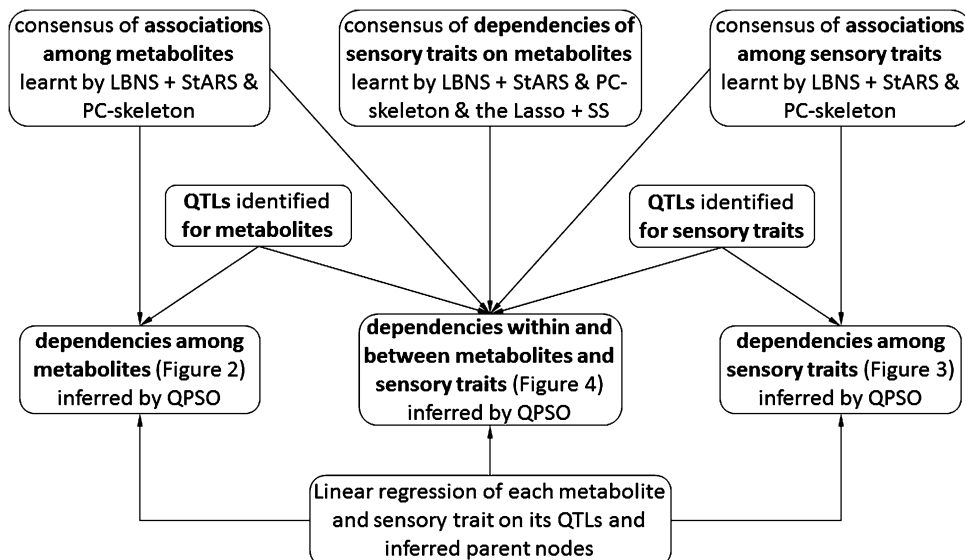 consensus of associations
among metabolites
learnt by LBNS + StARS &
PC-skeleton
consensus of dependencies of
sensory traits on metabolites
learnt by LBNS + StARS & PC-
skeleton & the Lasso + SS
consensus of associations
among sensory traits
learnt by LBNS + StARS &
PC-skeleton
QTLs identified
for metabolites
QTLs identified
for sensory traits
dependencies among
metabolites (Figure 2)
inferred by QPSO
dependencies within and
between metabolites and
sensory traits (Figure 4)
inferred by QPSO
dependencies among
sensory traits (Figure 3)
inferred by QPSO
Linear regression of each metabolite
and sensory trait on its QTLs and
inferred parent nodes